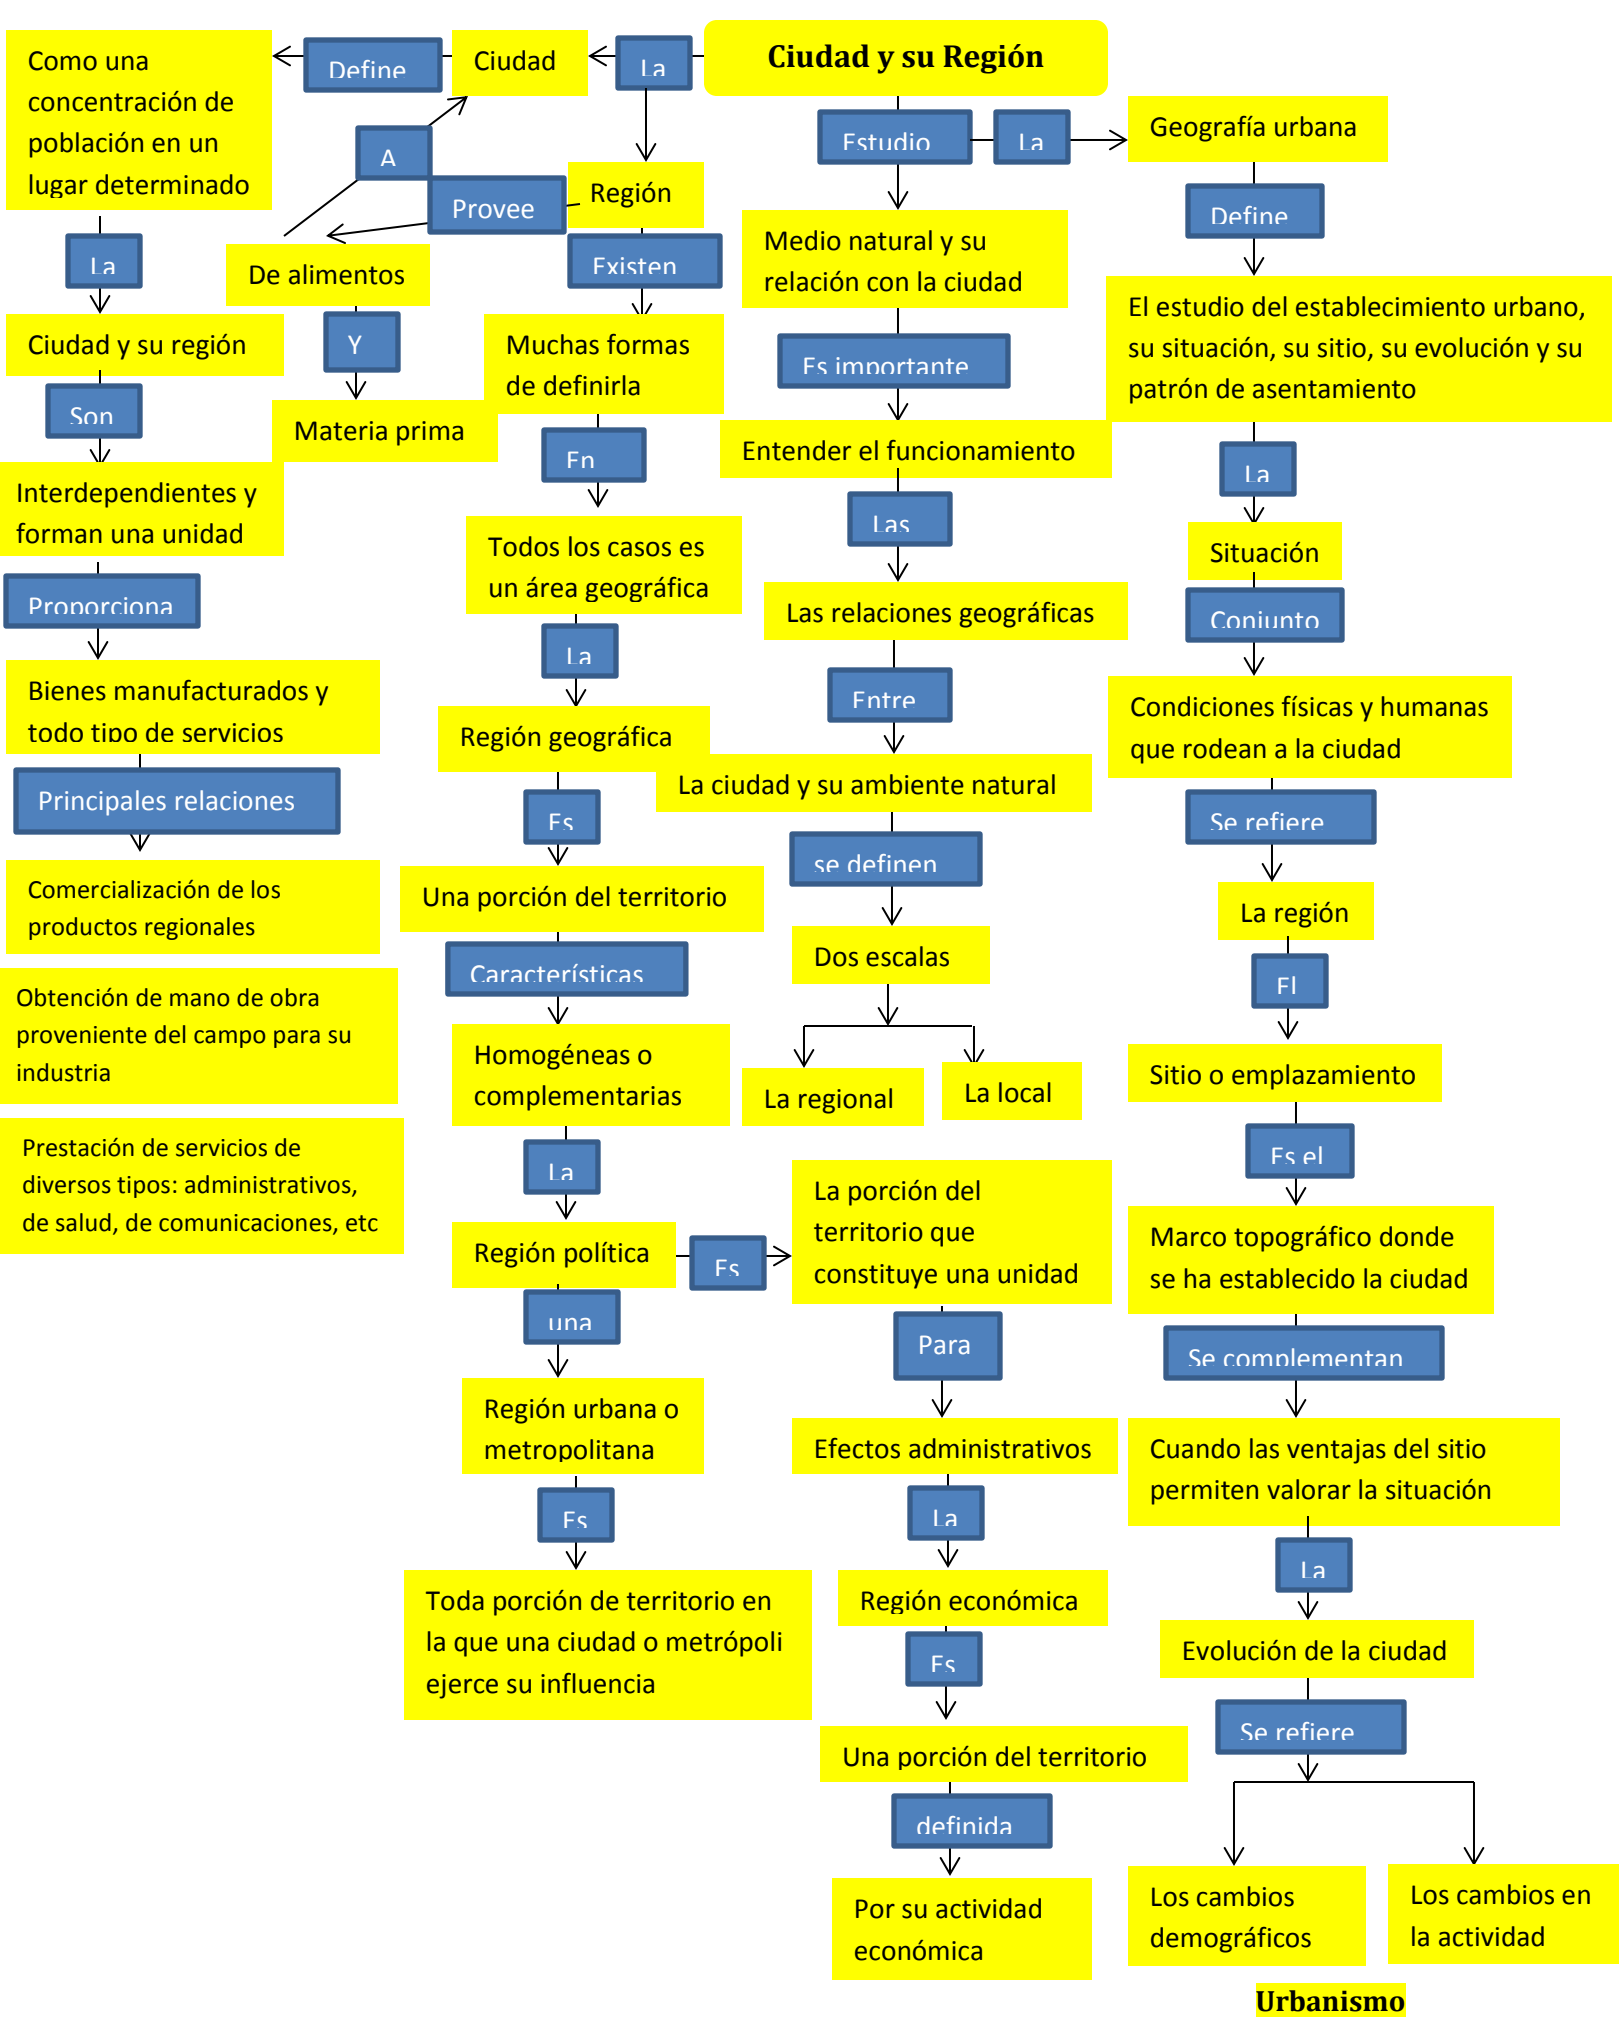 Ciudad y su Región
La
Ciudad
Define
Como una
concentración de
población en un
lugar determinado
La
Ciudad y su región
Son
Interdependientes y
forman una unidad
Proporciona
Bienes manufacturados y
todo tipo de servicios
Principales relaciones
Comercialización de los
productos regionales
Obtención de mano de obra
proveniente del campo para su
industria
Prestación de servicios de
diversos tipos: administrativos,
de salud, de comunicaciones, etc
A
Provee
De alimentos
Y
Materia prima
Región
Existen
Muchas formas
de definirla
En
Todos los casos es
un área geográfica
La
Región geográfica
Es
Una porción del territorio
Características
Homogéneas o
complementarias
La
Región política
una
Región urbana o
metropolitana
Es
Toda porción de territorio en
la que una ciudad o metrópoli
ejerce su influencia
Es
La porción del
territorio que
constituye una unidad
Para
Efectos administrativos
La
Región económica
Es
Una porción del territorio
definida
Por su actividad
económica
Estudio
Medio natural y su
relación con la ciudad
Es importante
Entender el funcionamiento
Las
Las relaciones geográficas
Entre
La ciudad y su ambiente natural
se definen
Dos escalas
La regional
La local
La
Geografía urbana
Define
El estudio del establecimiento urbano,
su situación, su sitio, su evolución y su
patrón de asentamiento
La
Situación
Conjunto
Condiciones físicas y humanas
que rodean a la ciudad
Se refiere
La región
El
Sitio o emplazamiento
Es el
Marco topográfico donde
se ha establecido la ciudad
Se complementan
Cuando las ventajas del sitio
permiten valorar la situación
La
Evolución de la ciudad
Se refiere
Los cambios
demográficos
Los cambios en
la actividad
Urbanismo